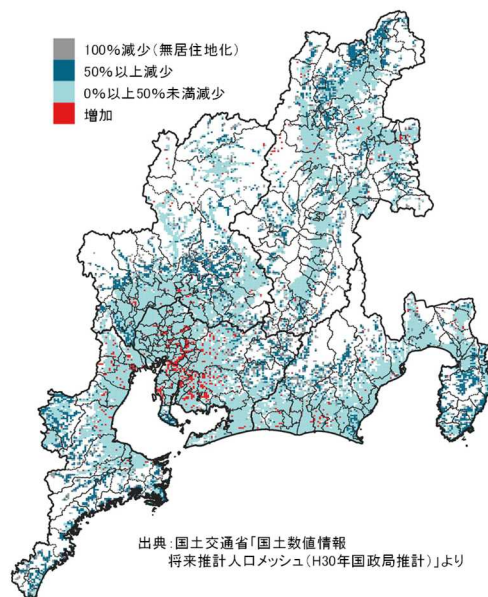 100%減少(無居住地化)
50%以上減少
0%以上50%未満減少
増加
出典:国土交通省「国土数値情報
将来推計人口メッシュ(H30年国政局推計)」より